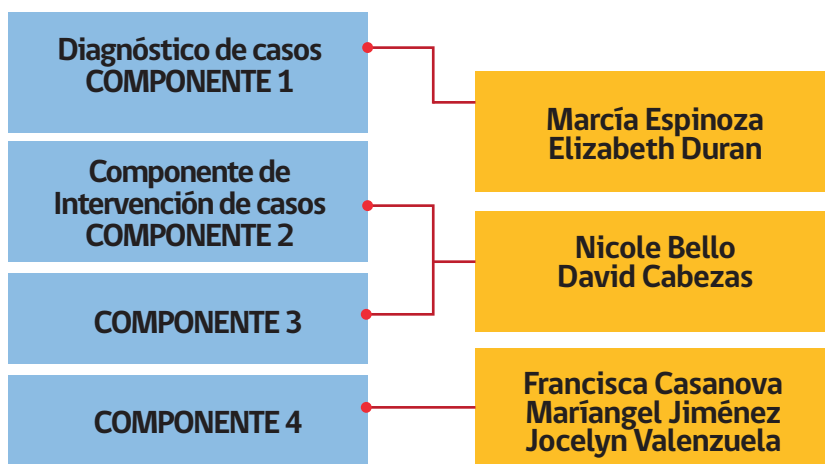 Diagnóstico de casos
COMPONENTE 1
Marcía Espinoza
Elizabeth Duran
Componente de
Intervención de casos
COMPONENTE 2
Nicole Bello
David Cabezas
COMPONENTE 3
COMPONENTE 4
Francisca Casanova
Maríangel Jiménez
Jocelyn Valenzuela